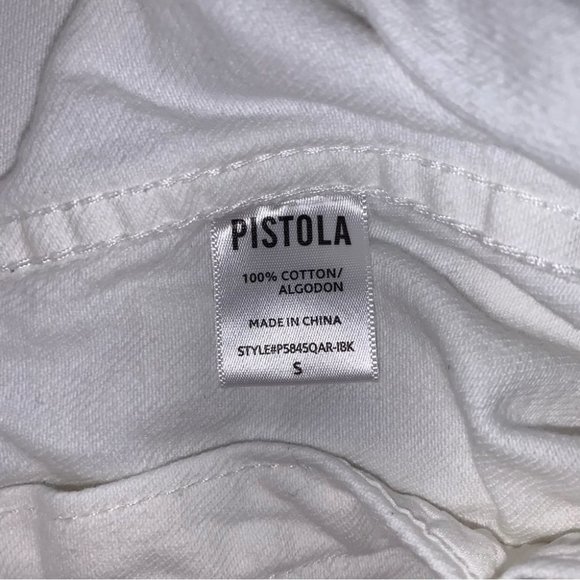 PISTOLA
100% COTTON/
ALGODON
MADE IN CHINA
STYLE#P5845QAR-IBK
S